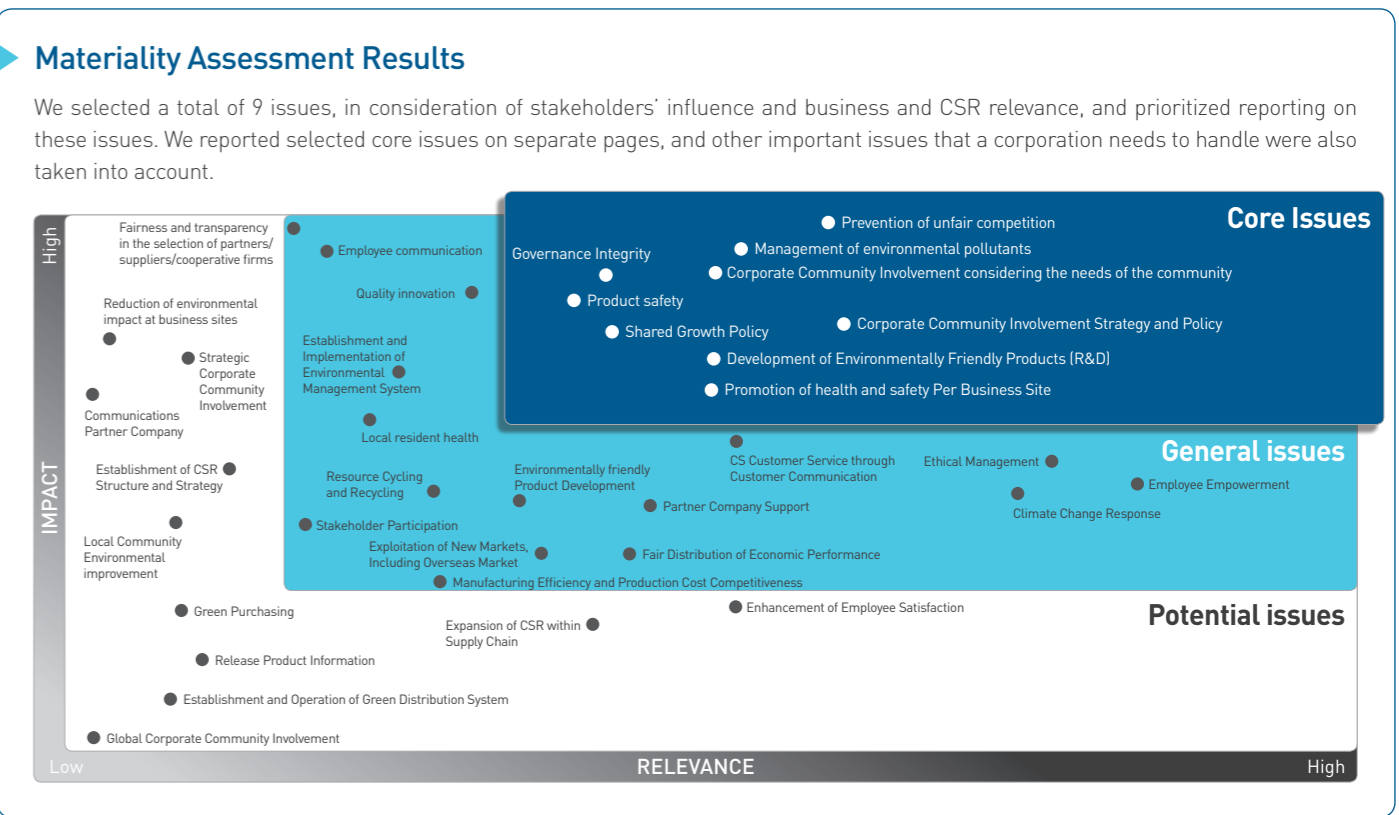 Materiality Assessment Results
We selected a total of 9 issues, in consideration of stakeholders' influence and business and CSR relevance, and prioritized reporting on
these issues. We reported selected core issues on separate pages, and other important issues that a corporation needs to handle were also
taken into account.
High
IMPACT
Low
RELEVANCE
High
Core Issues
Prevention of unfair competition
Management of environmental pollutants
Governance Integrity
Corporate Community Involvement considering the needs of the community
Product safety
Corporate Community Involvement Strategy and Policy
Shared Growth Policy
Development of Environmentally Friendly Products (R&D)
Promotion of health and safety Per Business Site
General issues
Fairness and transparency
in the selection of partners/
suppliers/cooperative firms
Employee communication
Quality innovation
Establishment and
Implementation of
Environmental
Management System
Local resident health
Resource Cycling
and Recycling
Environmentally friendly
Product Development
CS Customer Service through
Customer Communication
Ethical Management
Employee Empowerment
Climate Change Response
Partner Company Support
Stakeholder Participation
Exploitation of New Markets,
Including Overseas Market
Fair Distribution of Economic Performance
Manufacturing Efficiency and Production Cost Competitiveness
Potential issues
Reduction of environmental
impact at business sites
Strategic
Corporate
Community
Involvement
Communications
Partner Company
Establishment of CSR
Structure and Strategy
Local Community
Environmental
improvement
Green Purchasing
Enhancement of Employee Satisfaction
Expansion of CSR within
Supply Chain
Release Product Information
Establishment and Operation of Green Distribution System
Global Corporate Community Involvement